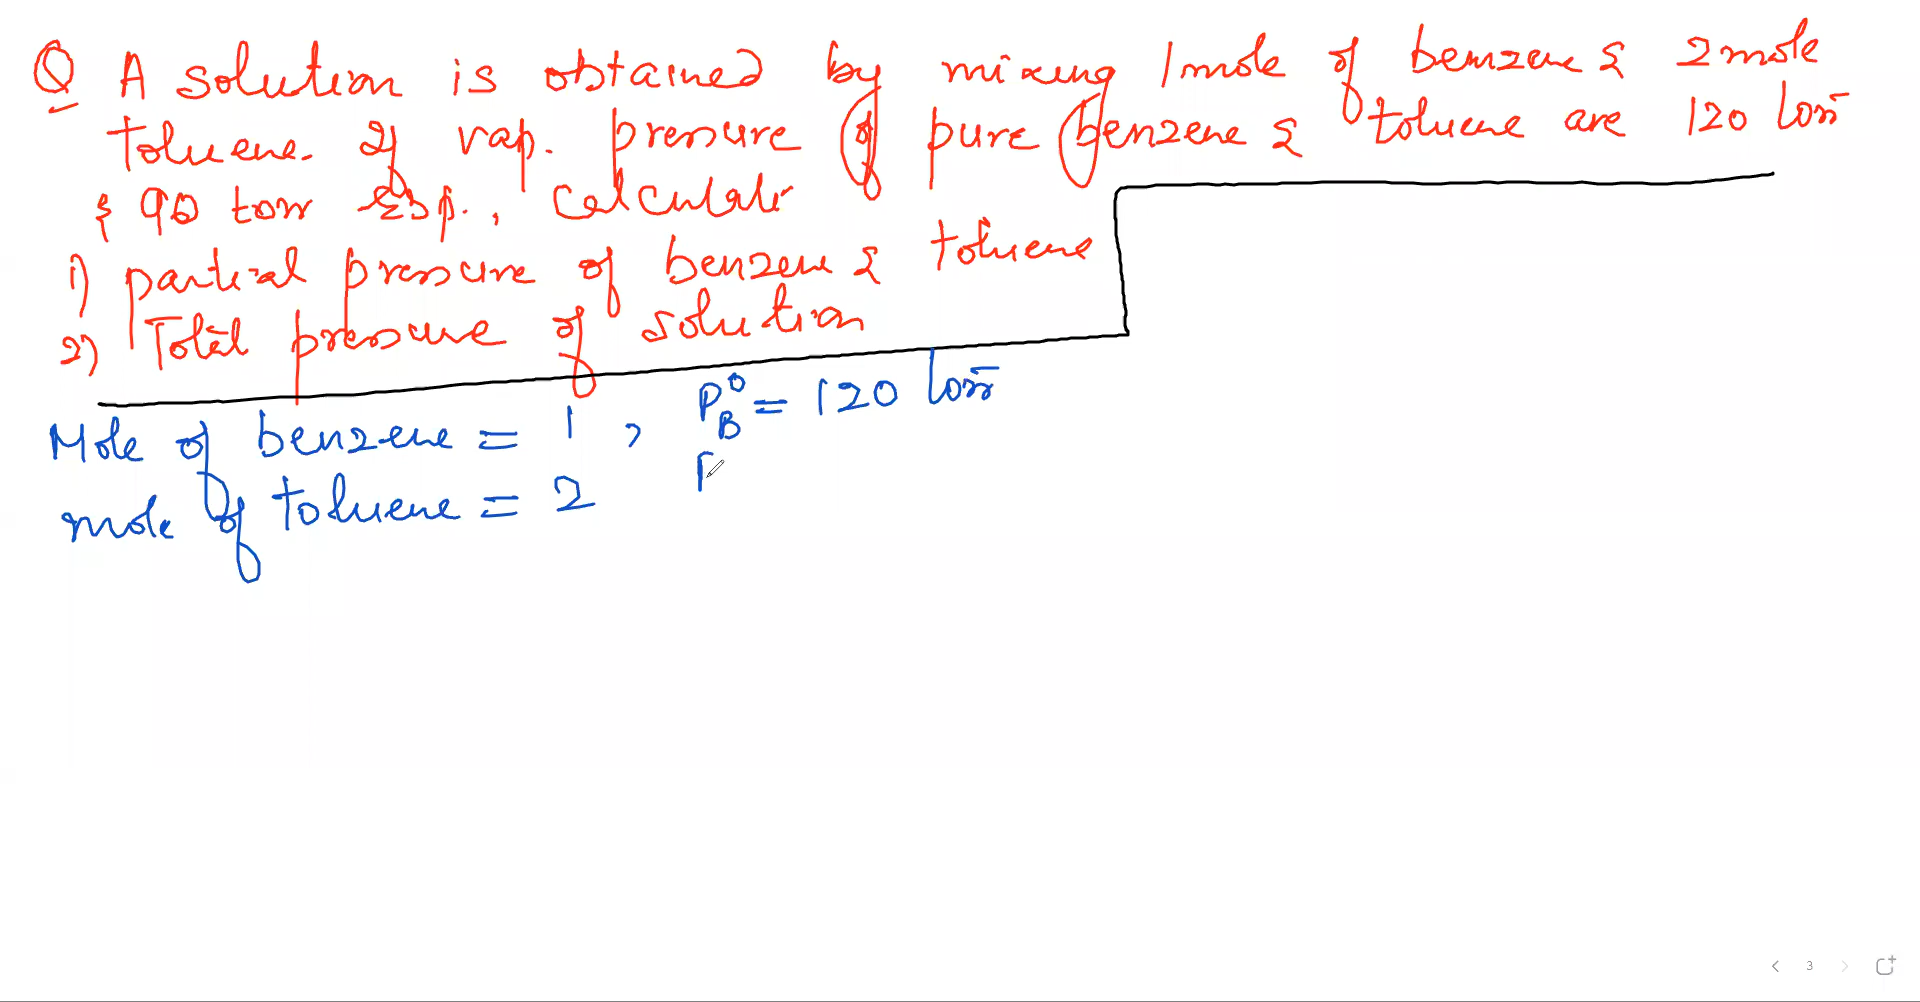 Q A solution is obtained by mixing 1 mole of benzene & 2 mole
toluene. If vap. pressure of pure benzene & toluene are 120 torr
& 90 torr resp., calculate
1) partial pressure of benzene & toluene
2) Total pressure of solution
Mole of benzene = 1 , P°B = 120 torr
mole of toluene = 2 P
3